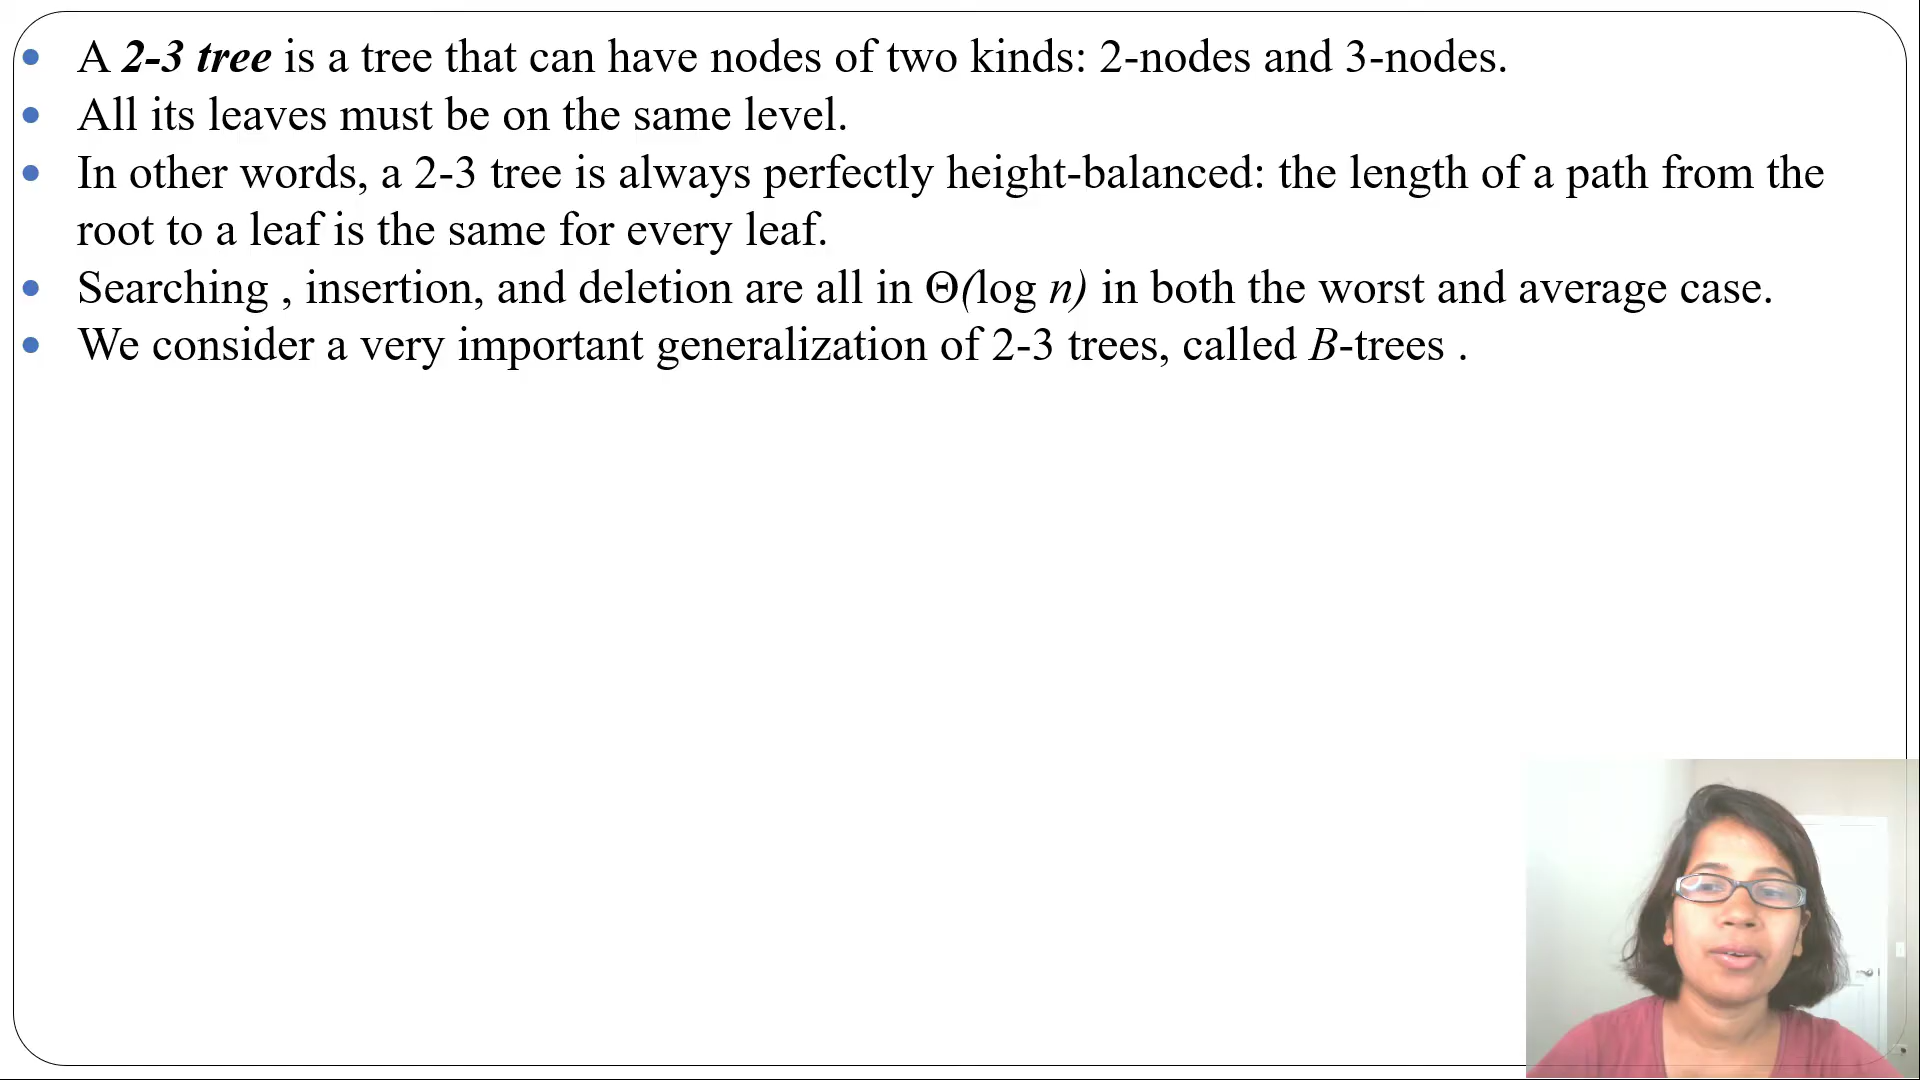 • A 2-3 tree is a tree that can have nodes of two kinds: 2-nodes and 3-nodes.
• All its leaves must be on the same level.
• In other words, a 2-3 tree is always perfectly height-balanced: the length of a path from the
root to a leaf is the same for every leaf.
• Searching , insertion, and deletion are all in Θ(log n) in both the worst and average case.
• We consider a very important generalization of 2-3 trees, called B-trees .